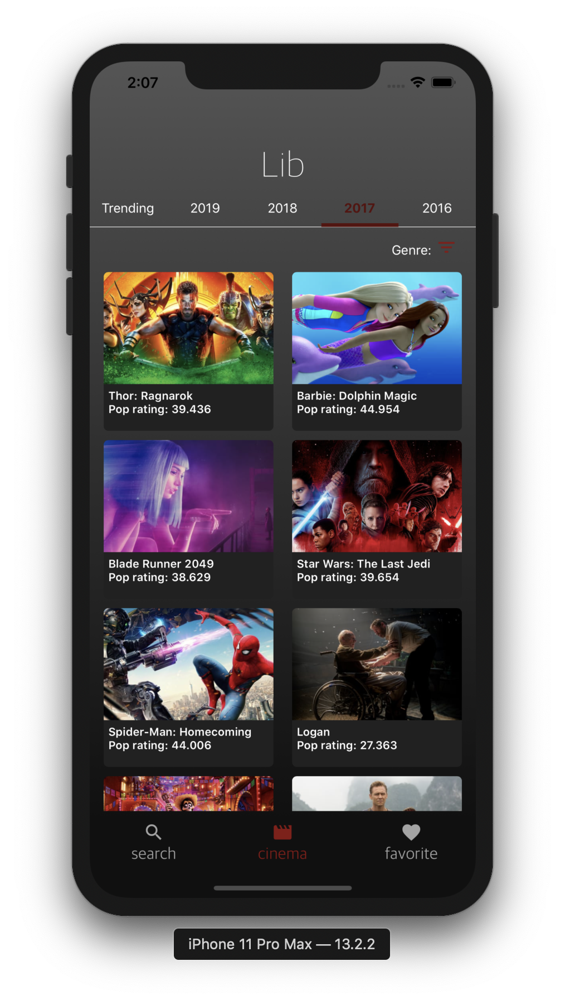 2:07
Lib
Trending 2019 2018 2017 2016
Genre:
Thor: Ragnarok
Pop rating: 39.436
Barbie: Dolphin Magic
Pop rating: 44.954
Blade Runner 2049
Pop rating: 38.629
Star Wars: The Last Jedi
Pop rating: 39.654
Spider-Man: Homecoming
Pop rating: 44.006
Logan
Pop rating: 27.363
search cinema favorite
iPhone 11 Pro Max — 13.2.2